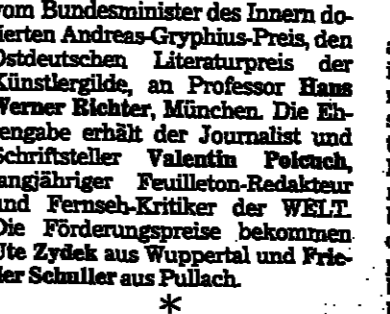 vom Bundesminister des Innern do-
tierten Andreas-Gryphius-Preis, den
Ostdeutschen Literaturpreis der
Künstlergilde, an Professor Hans
Werner Richter, München. Die Eh-
rengabe erhält der Journalist und
Schriftsteller Valentin Polcuch,
langjähriger Feuilleton-Redakteur
und Fernseh-Kritiker der WELT.
Die Förderungspreise bekommen
Ute Zydek aus Wuppertal und Frie-
der Schuller aus Pullach.
*